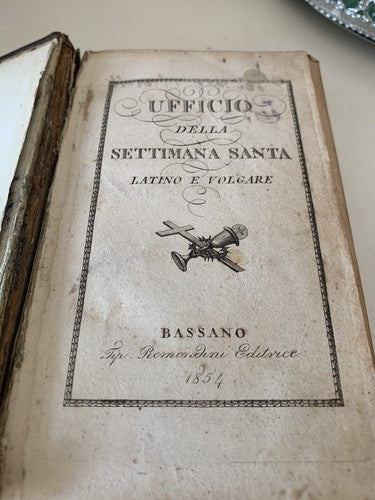 UFFICIO
DELLA
SETTIMANA SANTA
LATINO E VOLGARE
BASSANO
Tip. Remondini Editrice
1854